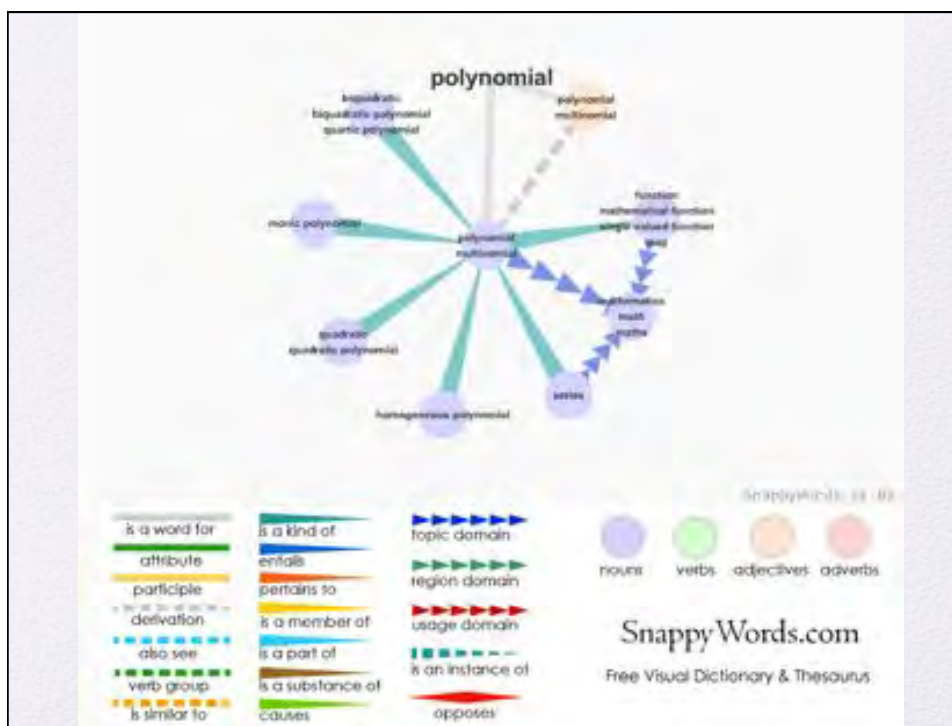 polynomial
biquadratic
biquadratic polynomial
quartic polynomial
polynomial
multinomial
function
mathematical function
single valued function
map
monic polynomial
polynomial
multinomial
mathematics
math
maths
quadratic
quadratic polynomial
series
homogeneous polynomial
is a word for
attribute
participle
derivation
also see
verb group
is similar to
is a kind of
entails
pertains to
is a member of
is a part of
is a substance of
causes
topic domain
region domain
usage domain
is an instance of
opposes
nouns
verbs
adjectives
adverbs
SnappyWords.com
Free Visual Dictionary & Thesaurus